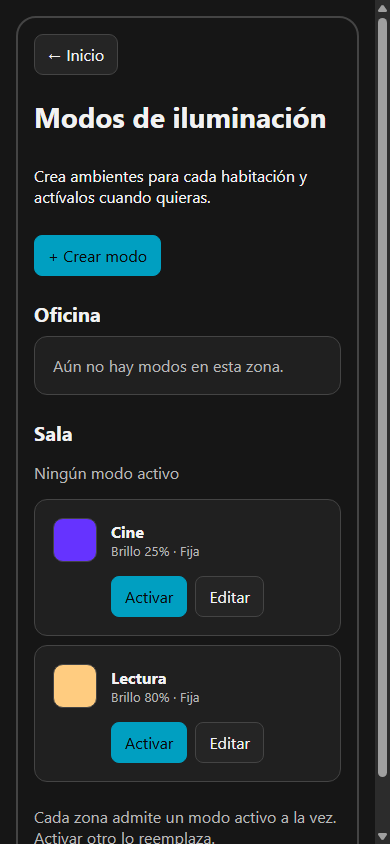 ← Inicio
Modos de iluminación
Crea ambientes para cada habitación y
actívalos cuando quieras.
+ Crear modo
Oficina
Aún no hay modos en esta zona.
Sala
Ningún modo activo
Cine
Brillo 25% · Fija
Activar Editar
Lectura
Brillo 80% · Fija
Activar Editar
Cada zona admite un modo activo a la vez.
Activar otro lo reemplaza.